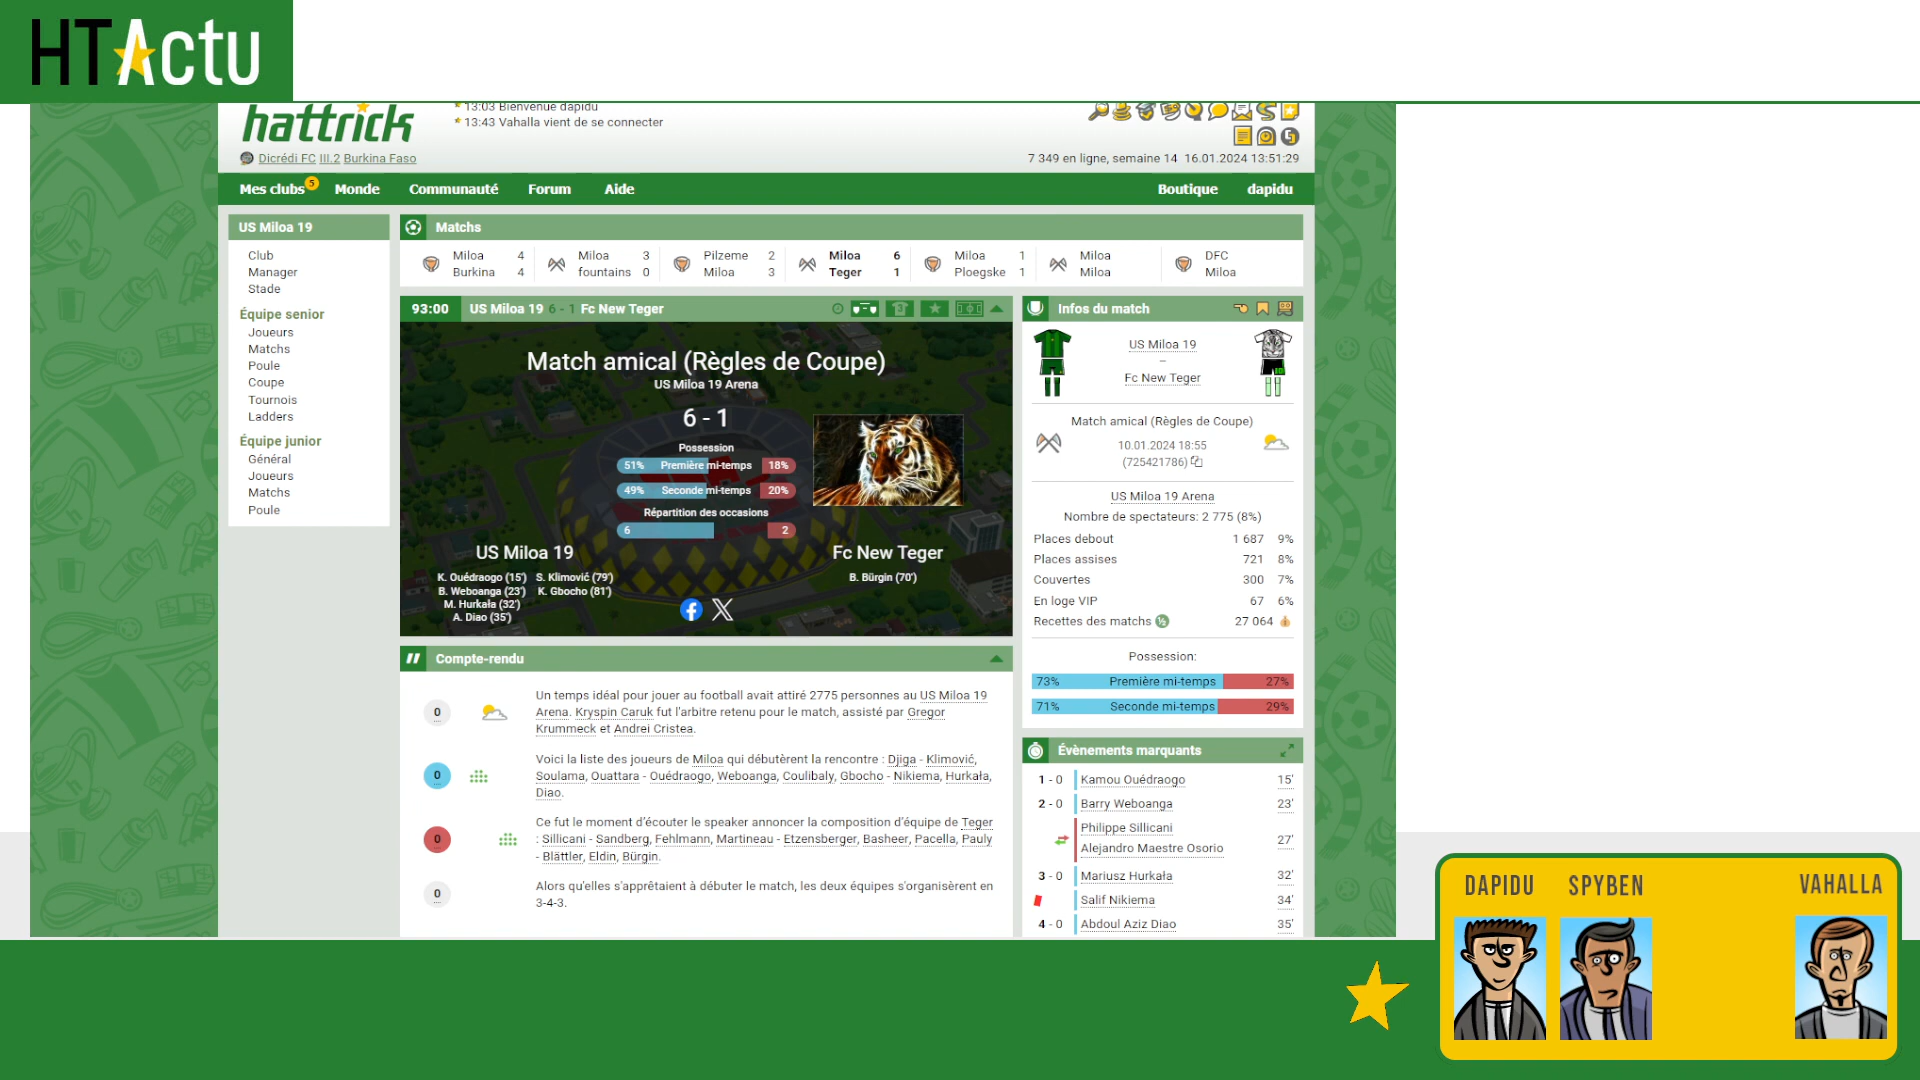 HTActu
hattrick
13:03 Bienvenue dapidu
13:43 Vahalla vient de se connecter
Dicrédi FC III.2 Burkina Faso
7 349 en ligne, semaine 14 16.01.2024 13:51:29
Mes clubs 5 Monde Communauté Forum Aide Boutique dapidu
US Miloa 19
Club
Manager
Stade
Équipe senior
Joueurs
Matchs
Poule
Coupe
Tournois
Ladders
Équipe junior
Général
Joueurs
Matchs
Poule
Matchs
Miloa 4
Burkina 4
Miloa 3
fountains 0
Pilzeme 2
Miloa 3
Miloa 6
Teger 1
Miloa 1
Ploegske 1
Miloa
Miloa
DFC
Miloa
93:00 US Miloa 19 6 - 1 Fc New Teger
Match amical (Règles de Coupe)
US Miloa 19 Arena
6 - 1
Possession
51% Première mi-temps 18%
49% Seconde mi-temps 20%
Répartition des occasions
6 2
US Miloa 19
K. Ouédraogo (15') S. Klimović (79')
B. Weboanga (23') K. Gbocho (81')
M. Hurkała (32')
A. Diao (35')
Fc New Teger
B. Bürgin (70')
Compte-rendu
0
Un temps idéal pour jouer au football avait attiré 2775 personnes au US Miloa 19
Arena. Kryspin Caruk fut l'arbitre retenu pour le match, assisté par Gregor
Krummeck et Andrei Cristea.
0
Voici la liste des joueurs de Miloa qui débutèrent la rencontre : Djiga - Klimović,
Soulama, Ouattara - Ouédraogo, Weboanga, Coulibaly, Gbocho - Nikiema, Hurkała,
Diao.
0
Ce fut le moment d'écouter le speaker annoncer la composition d'équipe de Teger
: Sillicani - Sandberg, Fehlmann, Martineau - Etzensberger, Basheer, Pacella, Pauly
- Blättler, Eldin, Bürgin.
0
Alors qu'elles s'apprêtaient à débuter le match, les deux équipes s'organisèrent en
3-4-3.
Infos du match
US Miloa 19
–
Fc New Teger
Match amical (Règles de Coupe)
10.01.2024 18:55
(725421786)
US Miloa 19 Arena
Nombre de spectateurs: 2 775 (8%)
Places debout 1 687 9%
Places assises 721 8%
Couvertes 300 7%
En loge VIP 67 6%
Recettes des matchs ½ 27 064
Possession:
73% Première mi-temps 27%
71% Seconde mi-temps 29%
Évènements marquants
1 - 0 Kamou Ouédraogo 15'
2 - 0 Barry Weboanga 23'
Philippe Sillicani
Alejandro Maestre Osorio 27'
3 - 0 Mariusz Hurkała 32'
Salif Nikiema 34'
4 - 0 Abdoul Aziz Diao 35'
DAPIDU SPYBEN VAHALLA